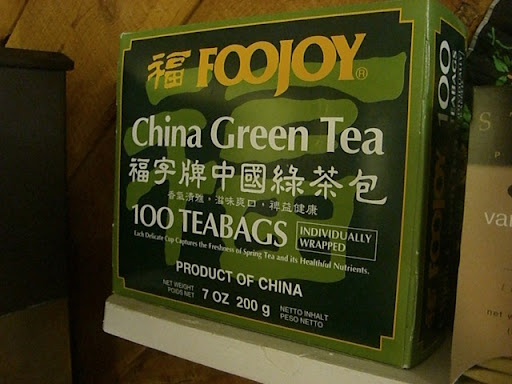 福 FOOJOY®
China Green Tea
福字牌中國綠茶包
香氣清雅，滋味爽口，裨益健康
100 TEABAGS
INDIVIDUALLY
WRAPPED
Each Delicate Cup Captures the Freshness of Spring Tea and its Healthful Nutrients.
PRODUCT OF CHINA
NET WEIGHT
POIDS NET
7 OZ 200 g
NETTO INHALT
PESO NETTO
100
TEABAGS
FOOJOY